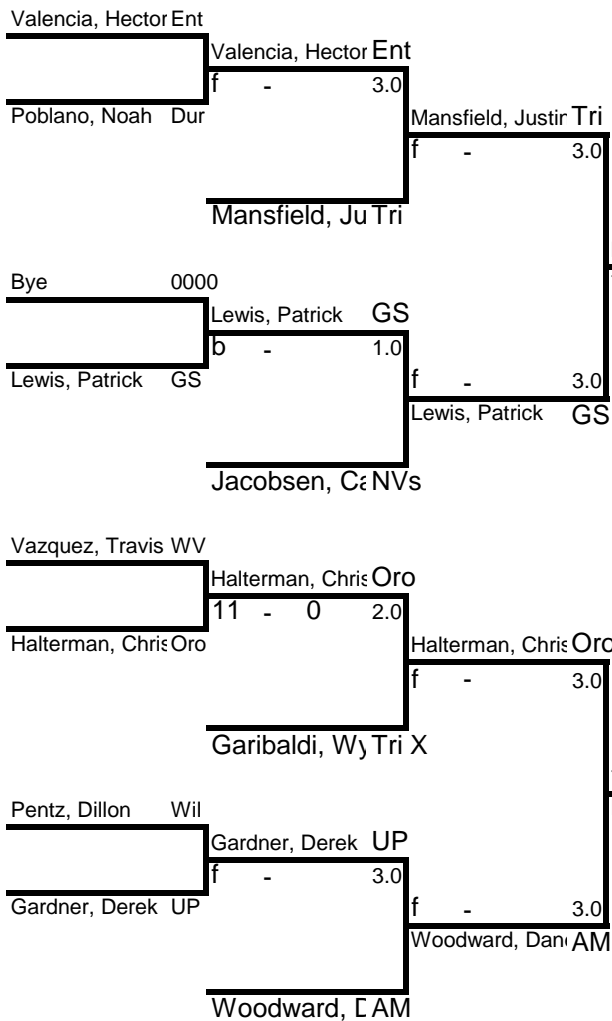 Valencia, Hector Ent
Valencia, Hector Ent
f - 3.0
Poblano, Noah Dur
Mansfield, Justin Tri
f - 3.0
Mansfield, Ju Tri
Bye 0000
Lewis, Patrick GS
b - 1.0
Lewis, Patrick GS
f - 3.0
Lewis, Patrick GS
Jacobsen, Ca NVs
Vazquez, Travis WV
Halterman, Chris Oro
11 - 0 2.0
Halterman, Chris Oro
Halterman, Chris Oro
f - 3.0
Garibaldi, Wy Tri X
Pentz, Dillon Wil
Gardner, Derek UP
f - 3.0
Gardner, Derek UP
f - 3.0
Woodward, Dan AM
Woodward, D AM